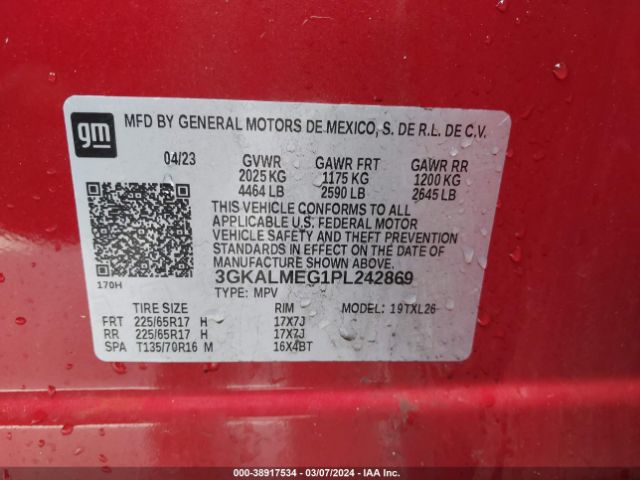 gm
MFD BY GENERAL MOTORS DE MEXICO, S. DE R.L. DE C.V.
04/23 GVWR GAWR FRT GAWR RR
2025 KG 1175 KG 1200 KG
4464 LB 2590 LB 2645 LB
THIS VEHICLE CONFORMS TO ALL
APPLICABLE U.S. FEDERAL MOTOR
VEHICLE SAFETY AND THEFT PREVENTION
STANDARDS IN EFFECT ON THE DATE OF
MANUFACTURE SHOWN ABOVE.
170H 3GKALMEG1PL242869
TYPE: MPV MODEL: 19TXL26
TIRE SIZE RIM
FRT 225/65R17 H 17X7J
RR 225/65R17 H 17X7J
SPA T135/70R16 M 16X4BT
000-38917534 - 03/07/2024 - IAA Inc.